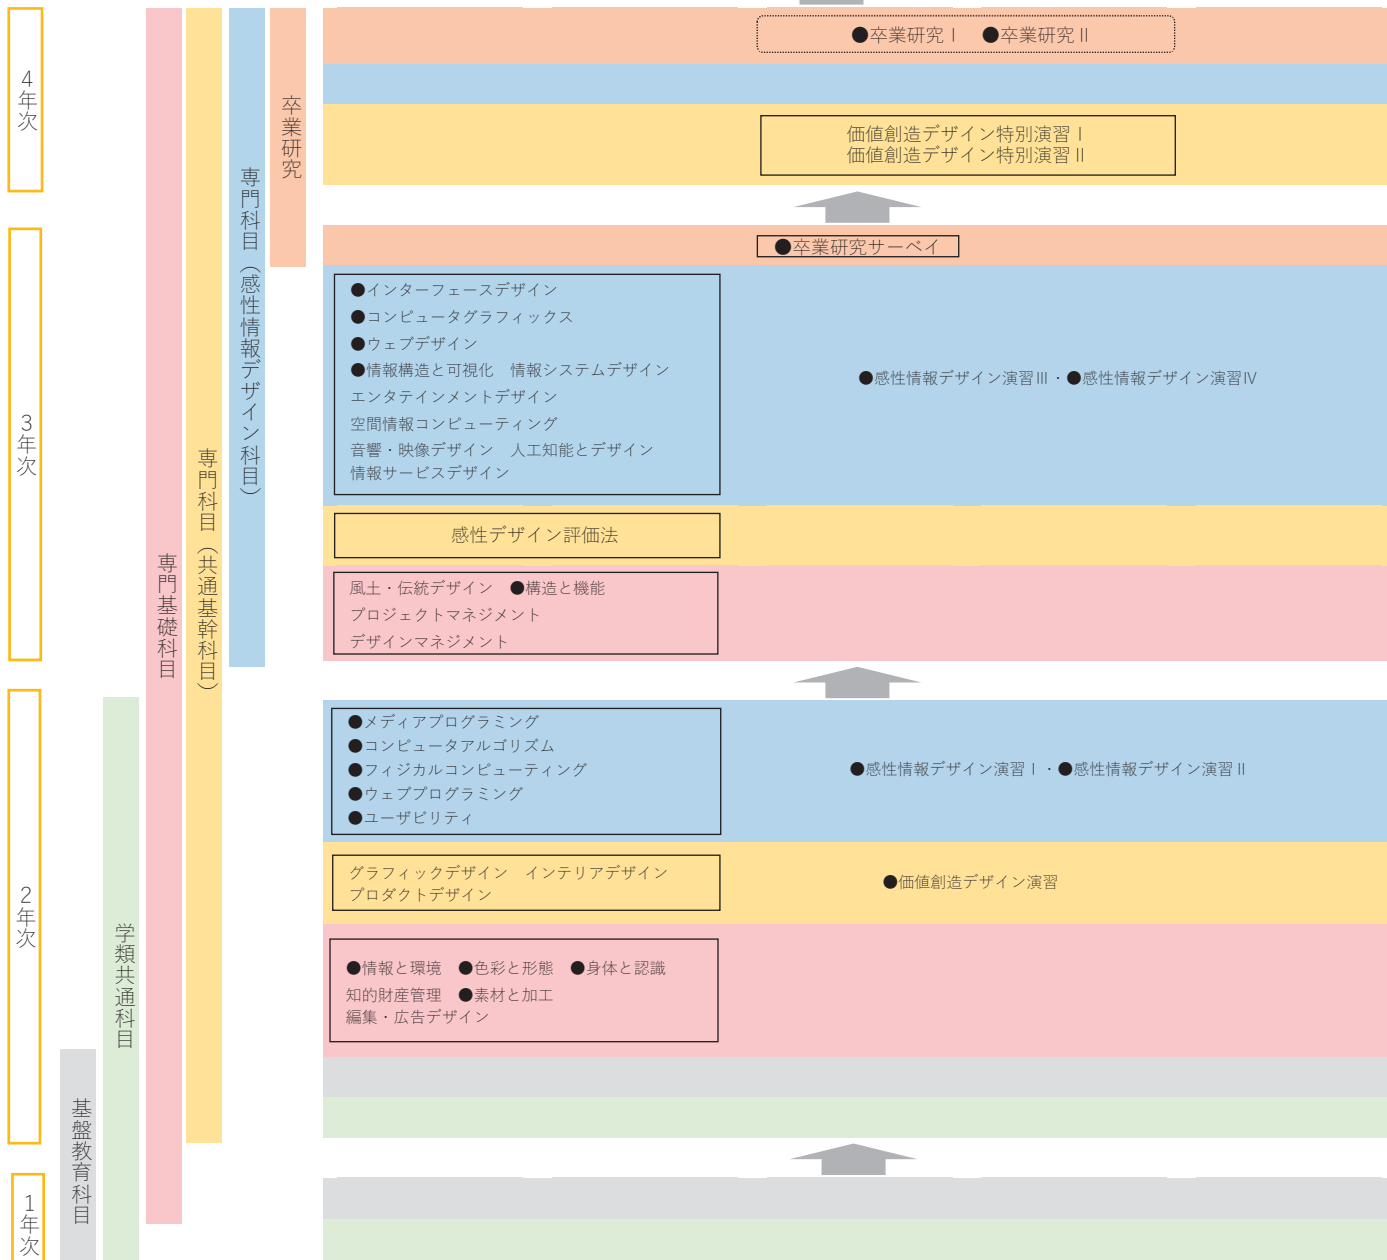 4年次
卒業研究
●卒業研究Ⅰ　●卒業研究Ⅱ
価値創造デザイン特別演習Ⅰ
価値創造デザイン特別演習Ⅱ
専門科目（感性情報デザイン科目）
3年次
●卒業研究サーベイ
●インターフェースデザイン
●コンピュータグラフィックス
●ウェブデザイン
●情報構造と可視化　情報システムデザイン
エンタテインメントデザイン
空間情報コンピューティング
音響・映像デザイン　人工知能とデザイン
情報サービスデザイン
●感性情報デザイン演習Ⅲ・●感性情報デザイン演習Ⅳ
専門科目（共通基幹科目）
感性デザイン評価法
専門基礎科目
風土・伝統デザイン　●構造と機能
プロジェクトマネジメント
デザインマネジメント
2年次
学類共通科目
●メディアプログラミング
●コンピュータアルゴリズム
●フィジカルコンピューティング
●ウェブプログラミング
●ユーザビリティ
●感性情報デザイン演習Ⅰ・●感性情報デザイン演習Ⅱ
グラフィックデザイン　インテリアデザイン
プロダクトデザイン
●価値創造デザイン演習
●情報と環境　●色彩と形態　●身体と認識
知的財産管理　●素材と加工
編集・広告デザイン
基盤教育科目
1年次